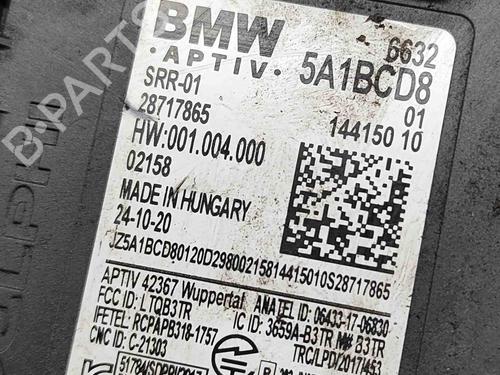 BMW 6632
· APTIV · 5A1BCD8
SRR-01 01
28717865 144150 10
HW:001.004.000
02158
MADE IN HUNGARY
24-10-20
JZ5A1BCD80120D29800215814415010S28717865
APTIV 42367 Wuppertal ANATEL ID: 06433-17-06830
FCC ID: LTQB3TR IC ID: 3659A-B3TR B3TR
IFETEL: RCPAPB318-1757 TRC/LPD/2017/453
CNC ID: C-21303
B-PARTS